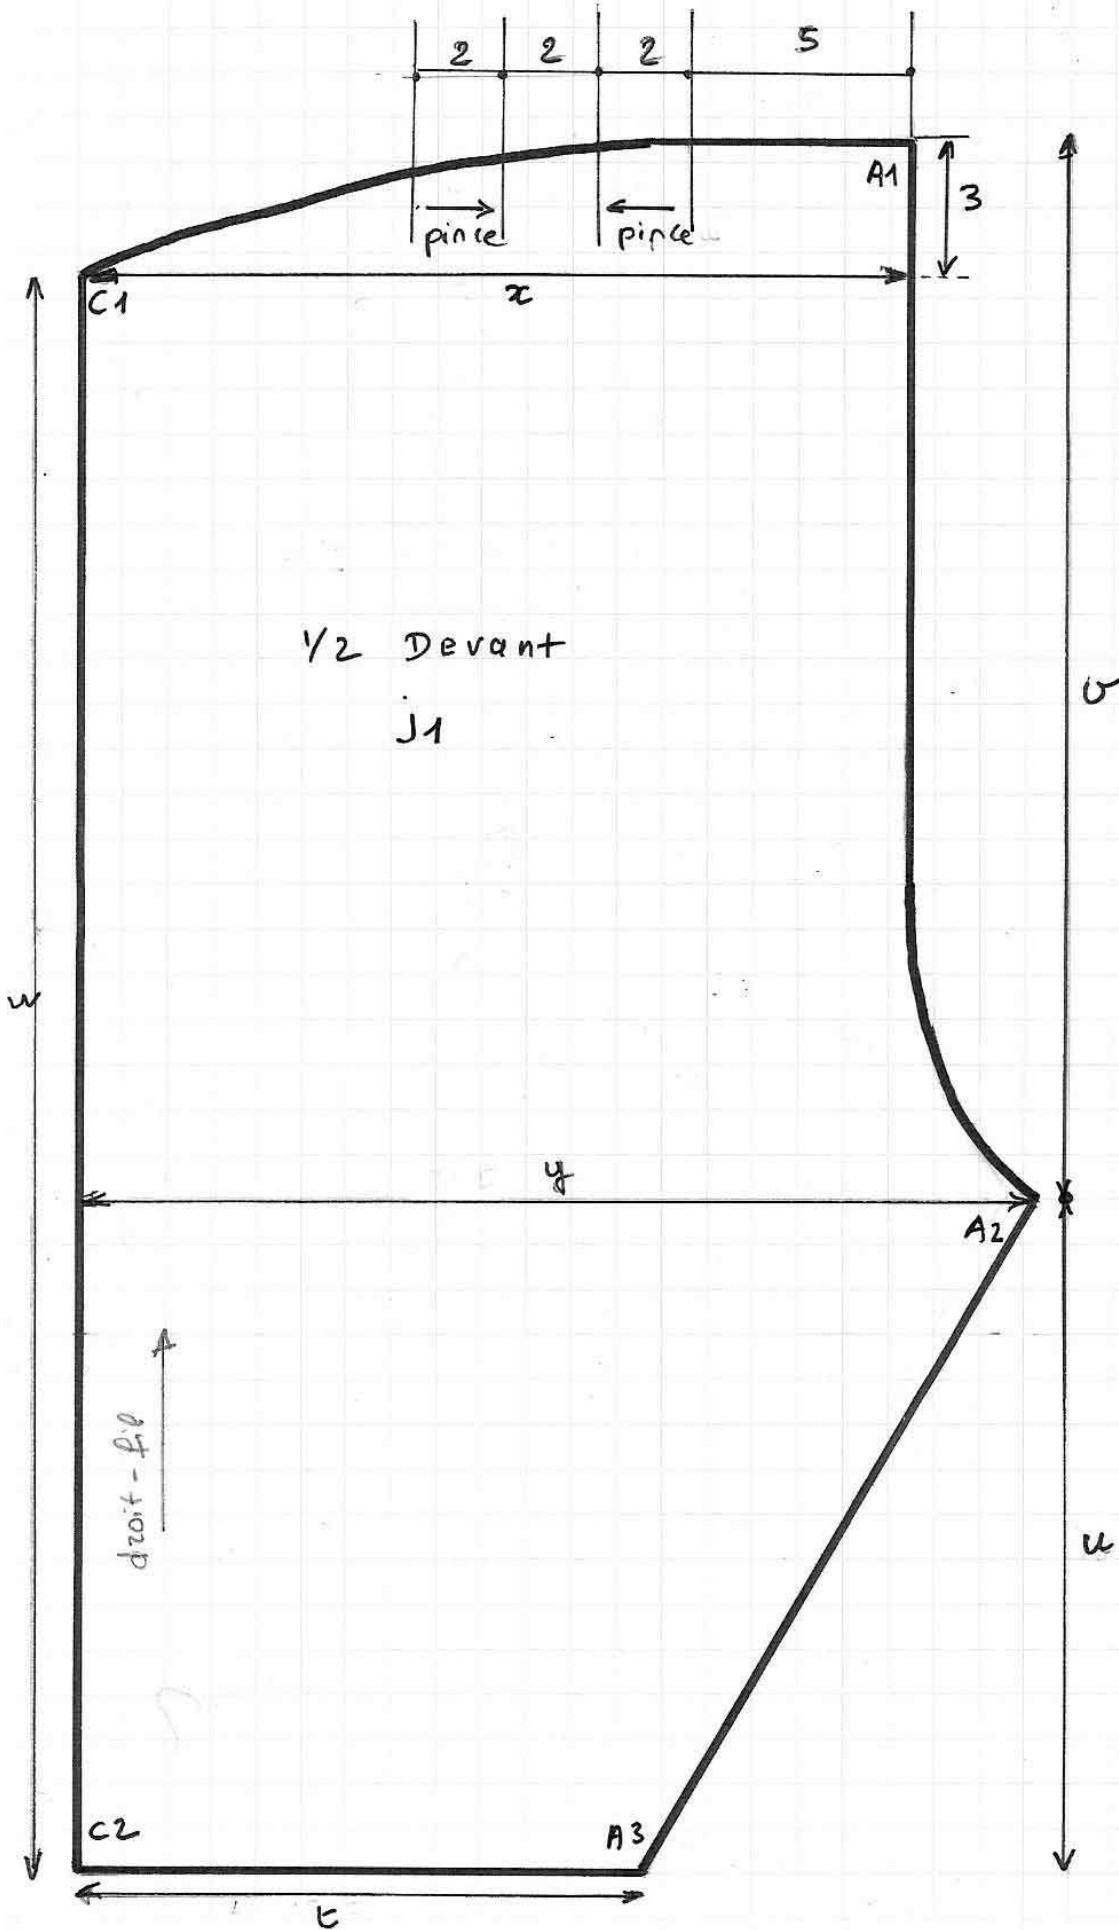 2 2 2 5
A1
3
pince pince
C1
x
1/2 Devant
j1
v
w
y
A2
droit-fil
u
C2
A3
t